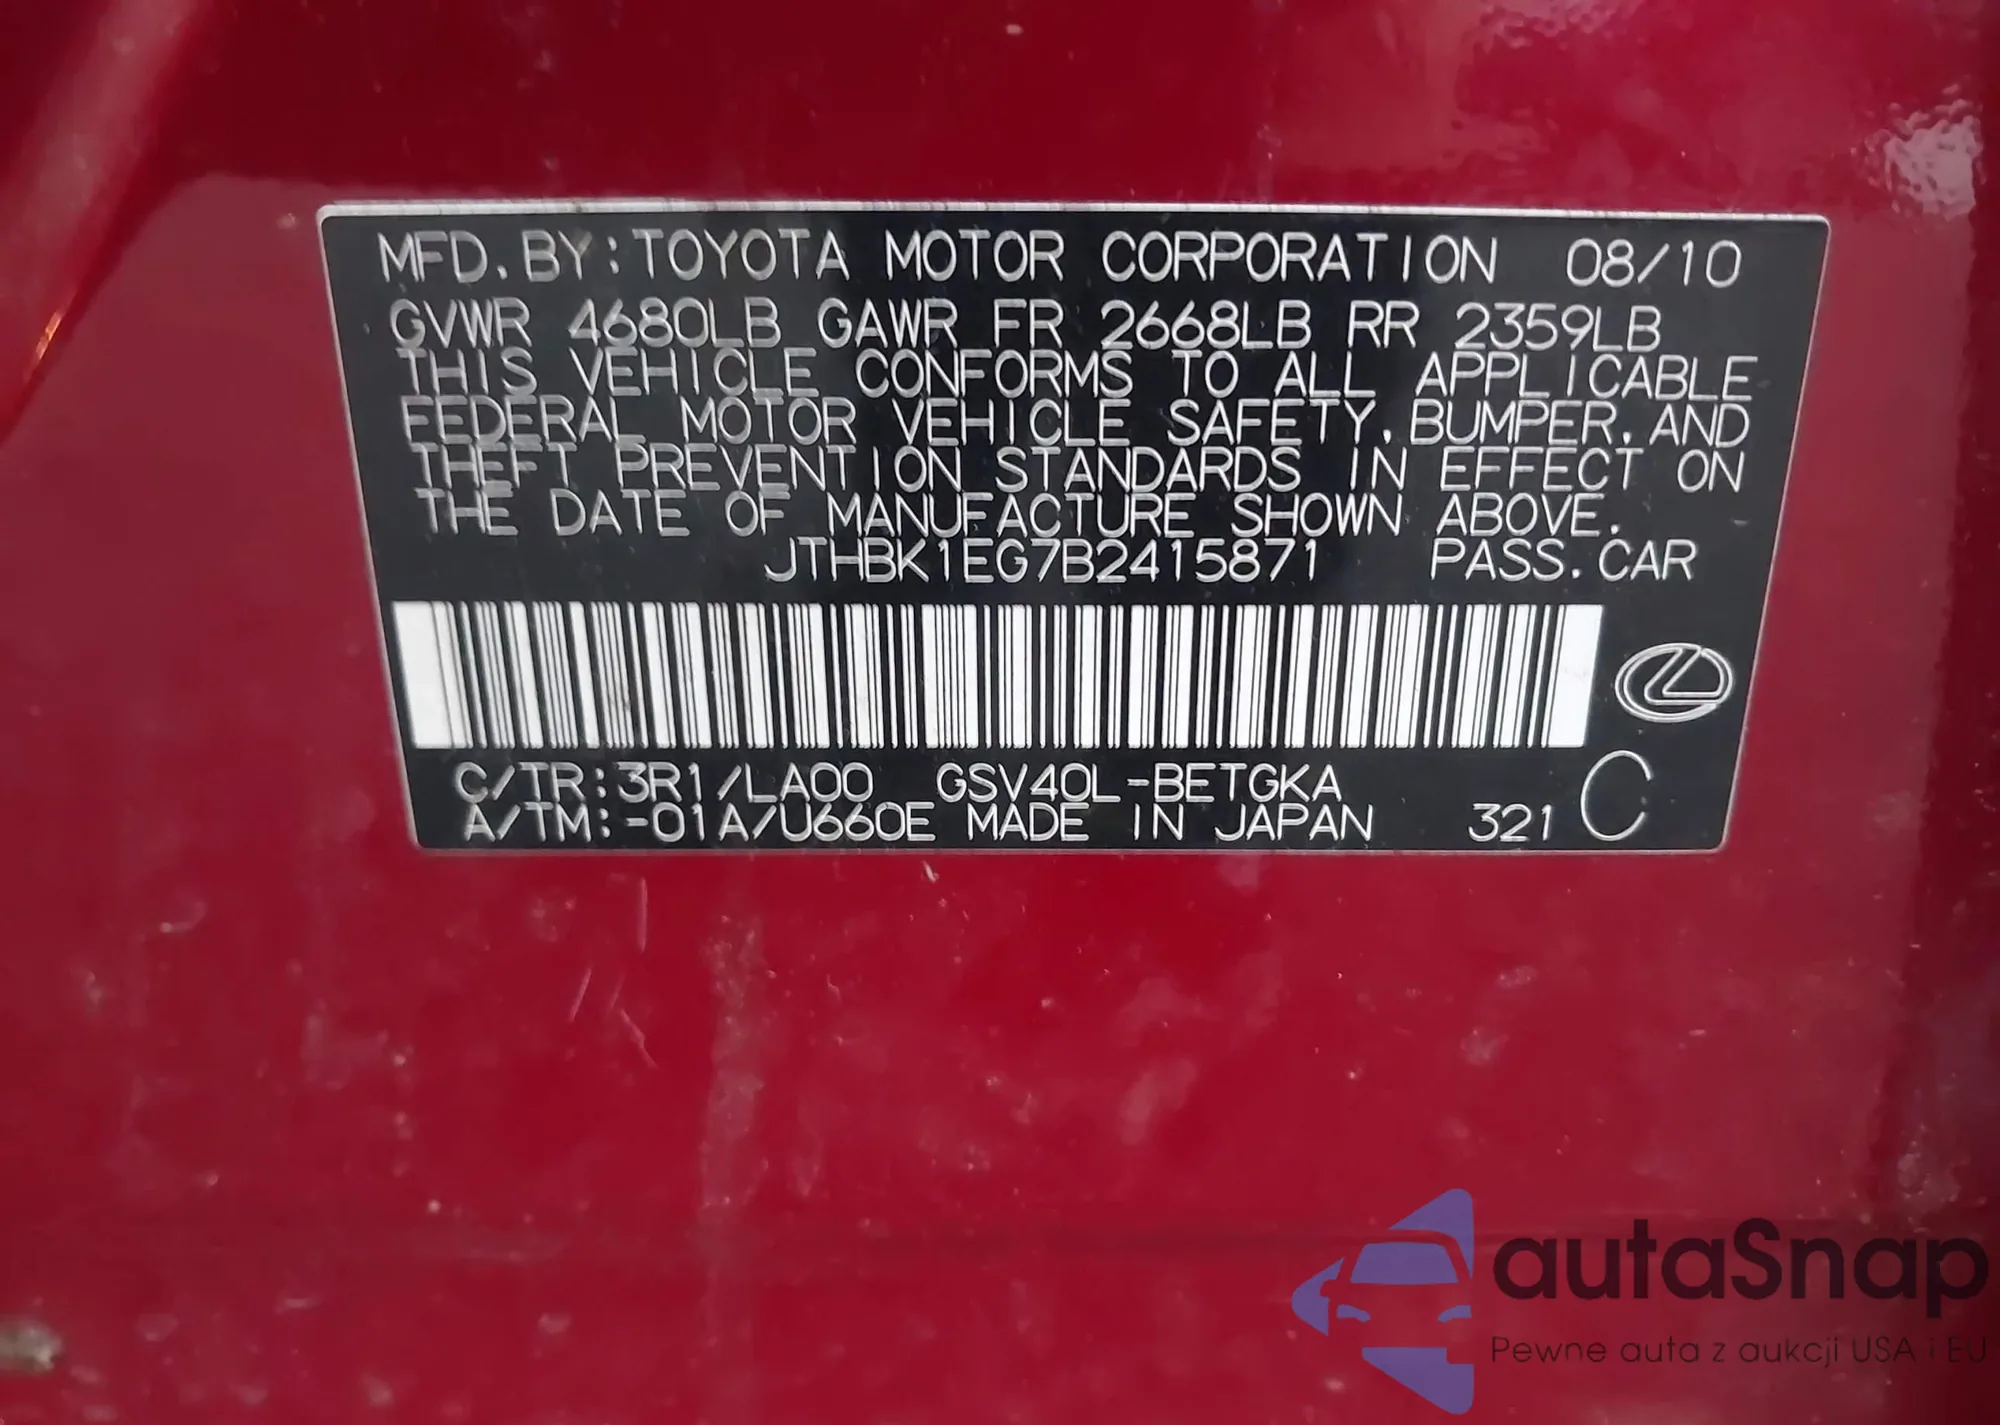 MFD.BY:TOYOTA MOTOR CORPORATION 08/10
GVWR 4680LB GAWR FR 2668LB RR 2359LB
THIS VEHICLE CONFORMS TO ALL APPLICABLE
FEDERAL MOTOR VEHICLE SAFETY,BUMPER,AND
THEFT PREVENTION STANDARDS IN EFFECT ON
THE DATE OF MANUFACTURE SHOWN ABOVE.
JTHBK1EG7B2415871 PASS.CAR
C/TR:3R1/LA00 GSV40L-BETGKA
A/TM:-01A/U660E MADE IN JAPAN 321 C
autaSnap
Pewne auta z aukcji USA i EU